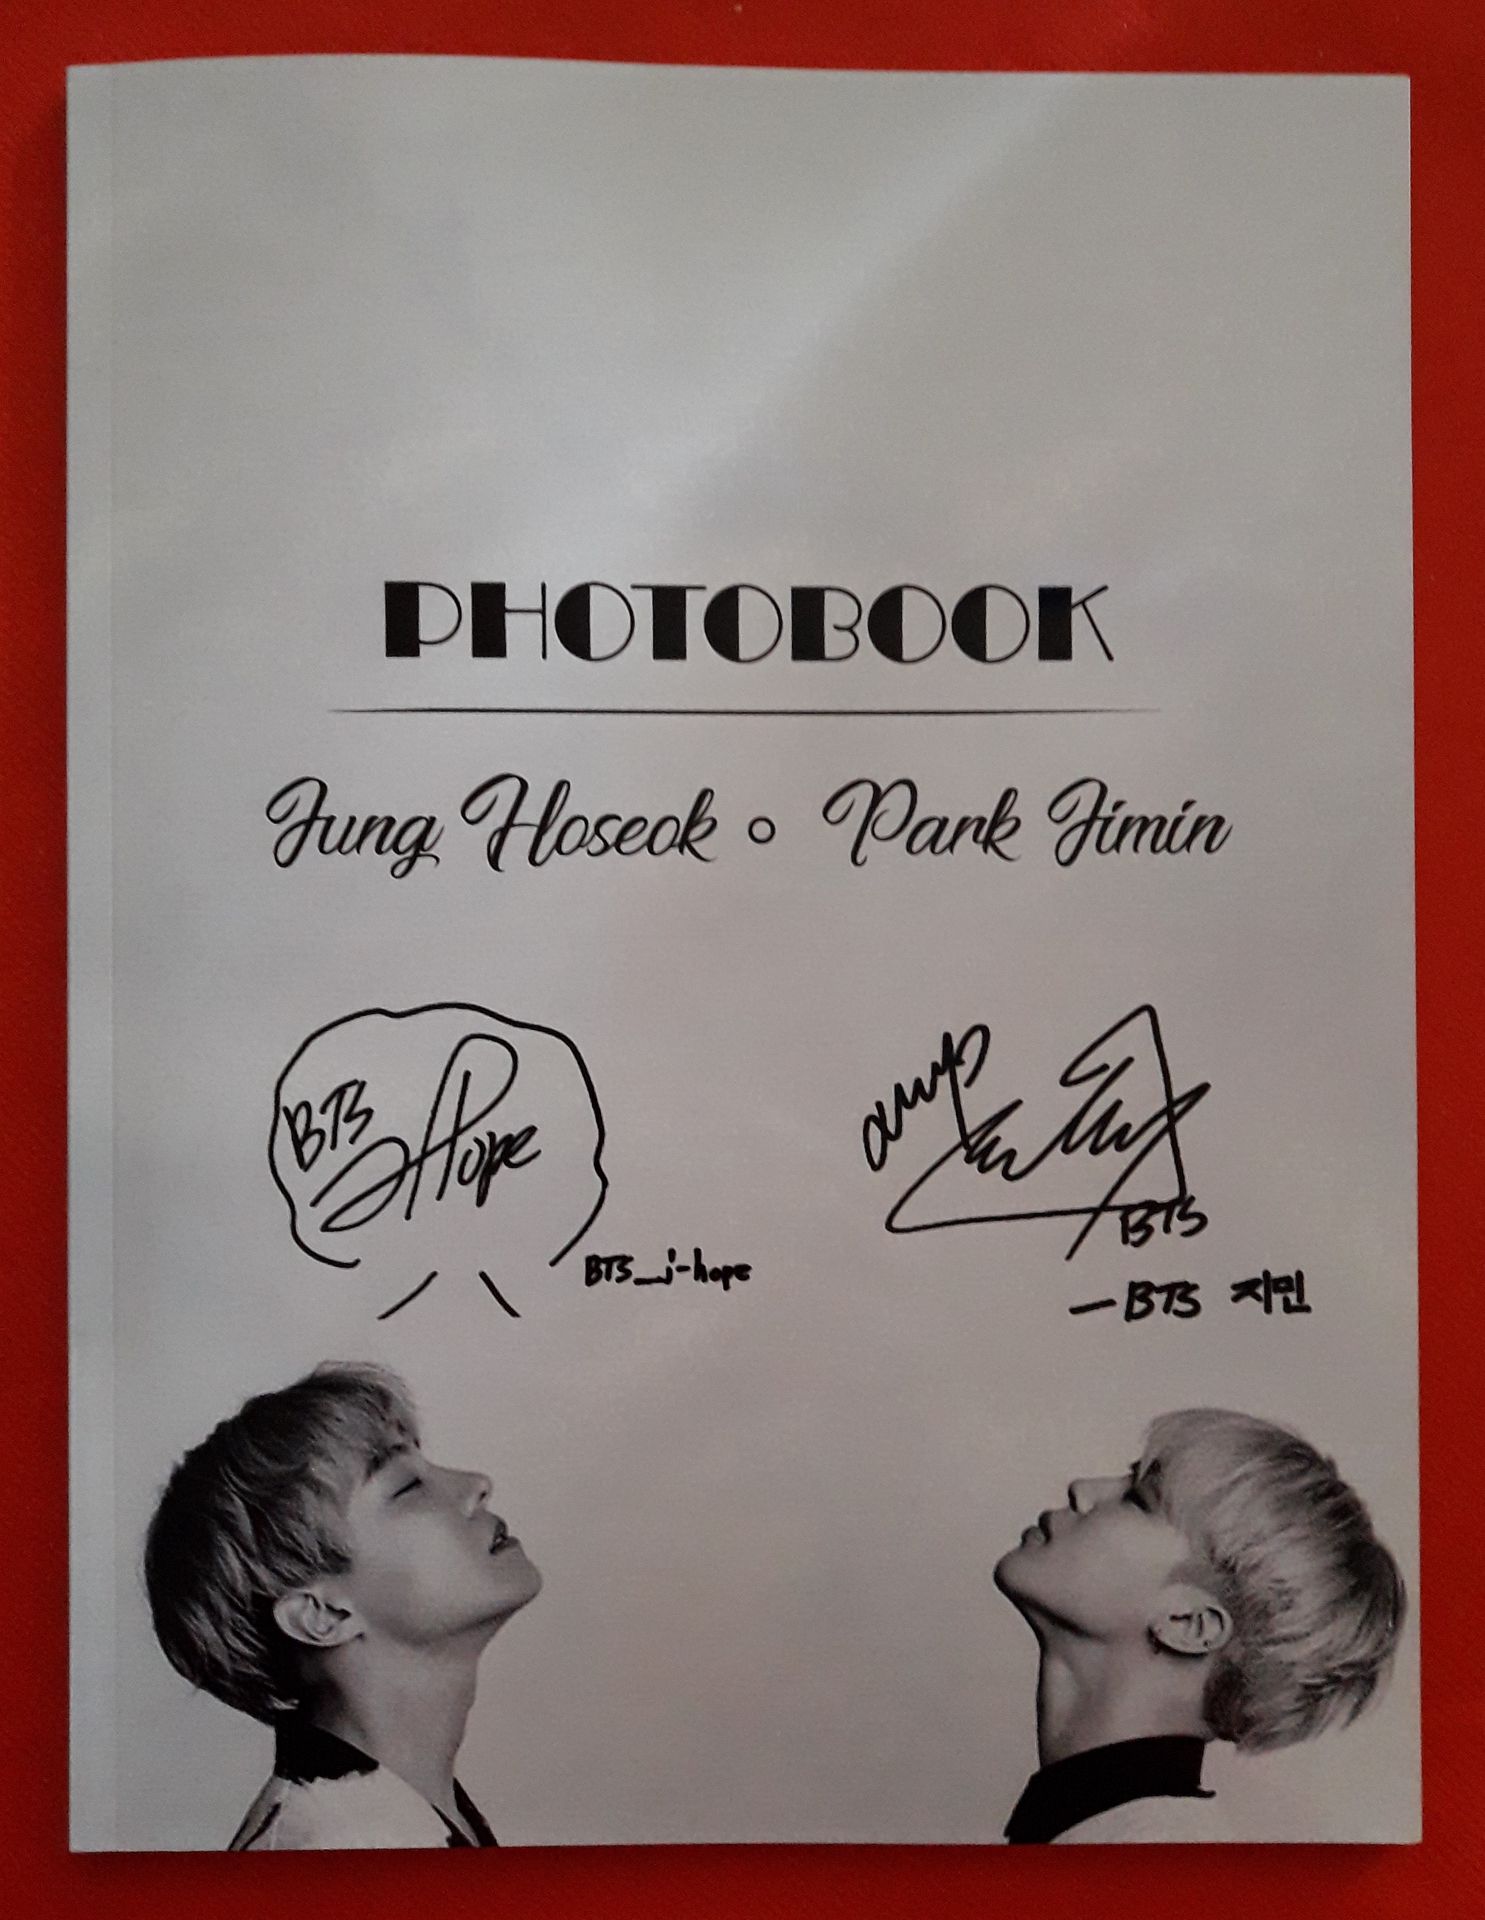 PHOTOBOOK
Jung Hoseok o Park Jimin
BTS
Hope
BTS_j-hope
BTS
—BTS 지민